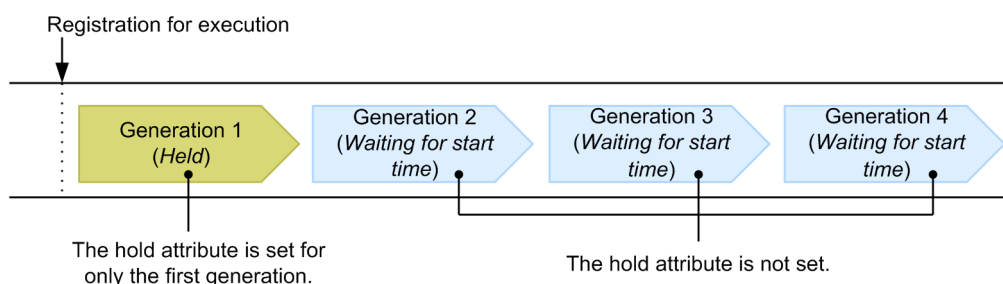 Registration for execution
Generation 1
(Held)
Generation 2
(Waiting for start
time)
Generation 3
(Waiting for start
time)
Generation 4
(Waiting for start
time)
The hold attribute is set for
only the first generation.
The hold attribute is not set.